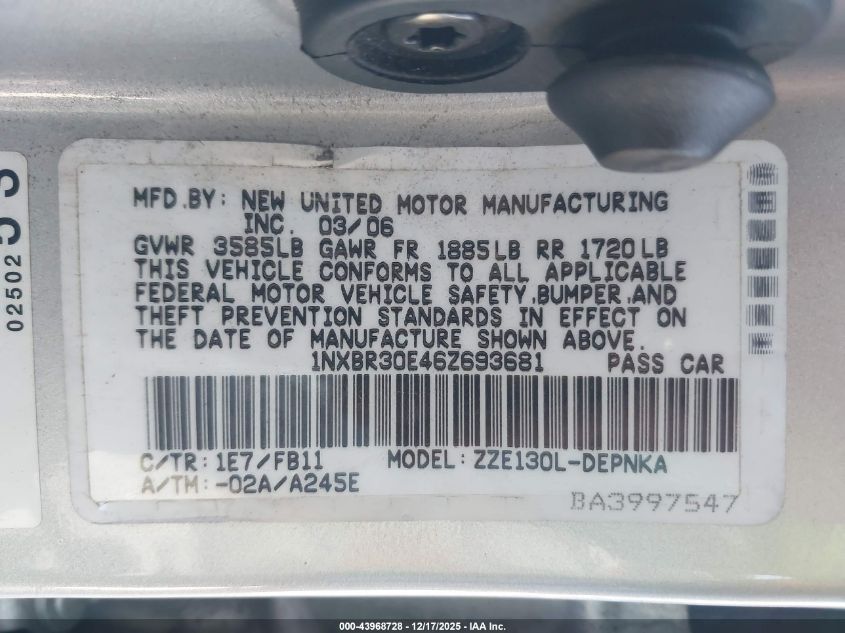 MFD.BY: NEW UNITED MOTOR MANUFACTURING
INC. 03/06
GVWR 3585LB GAWR FR 1885LB RR 1720LB
THIS VEHICLE CONFORMS TO ALL APPLICABLE
FEDERAL MOTOR VEHICLE SAFETY,BUMPER,AND
THEFT PREVENTION STANDARDS IN EFFECT ON
THE DATE OF MANUFACTURE SHOWN ABOVE.
1NXBR30E46Z693681 PASS CAR
C/TR: 1E7/FB11 MODEL: ZZE130L-DEPNKA
A/TM: -02A/A245E
BA3997547
02502
000-43968728 - 12/17/2025 - IAA Inc.